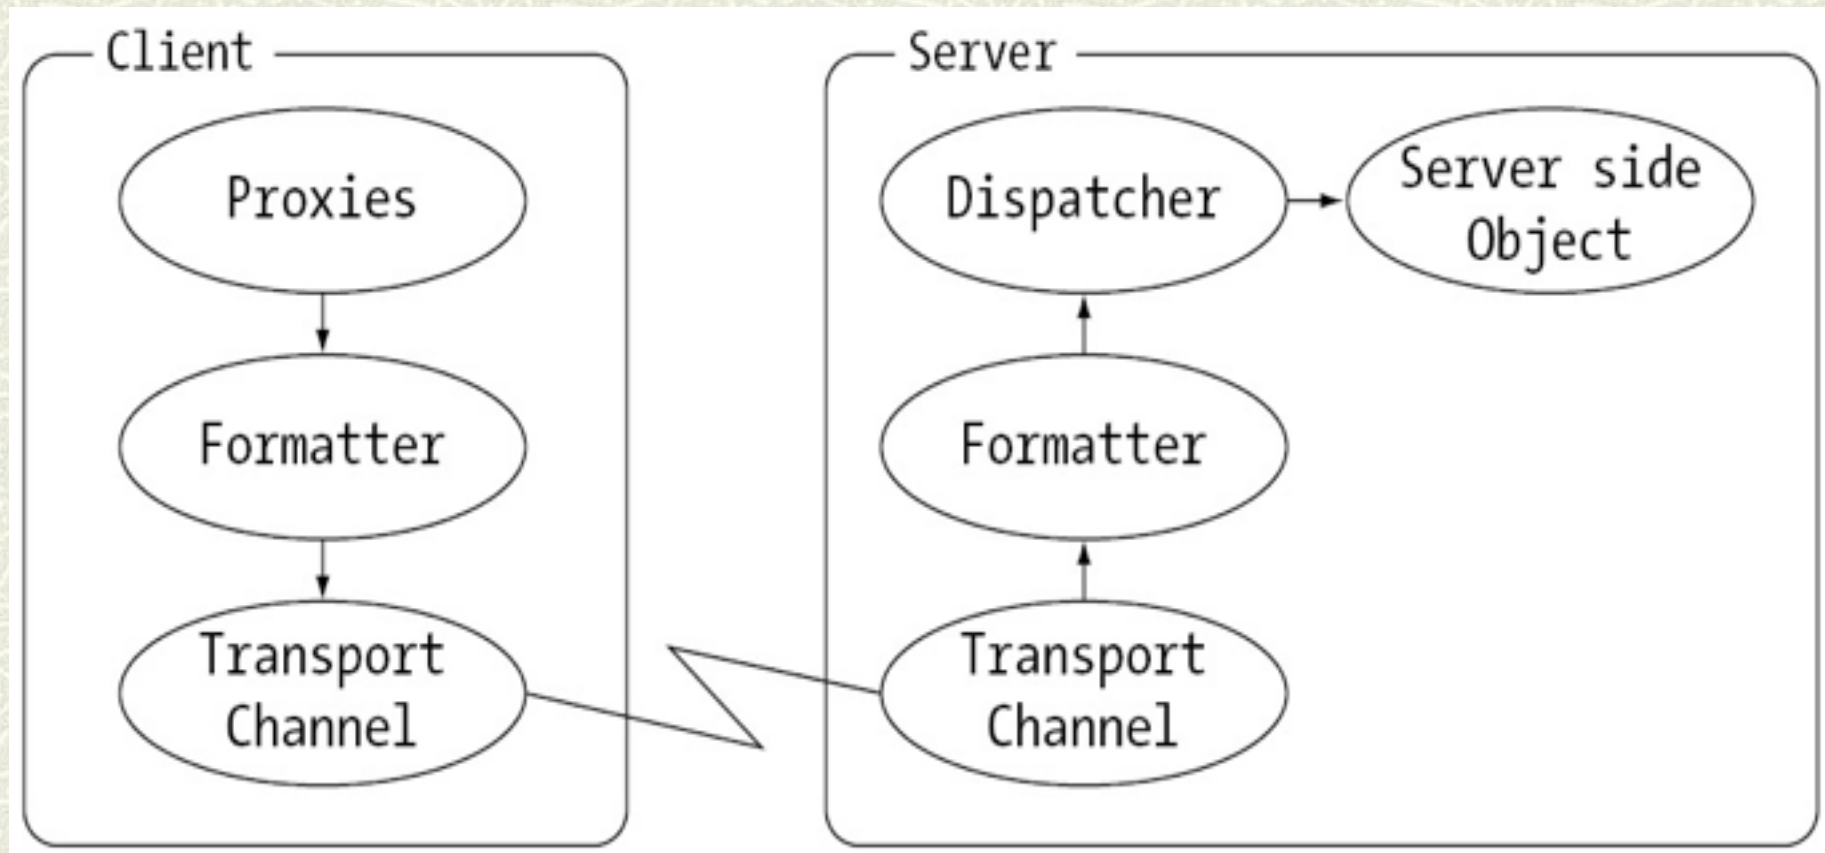 Client
Proxies
Formatter
Transport
Channel
Server
Dispatcher
Server side
Object
Formatter
Transport
Channel